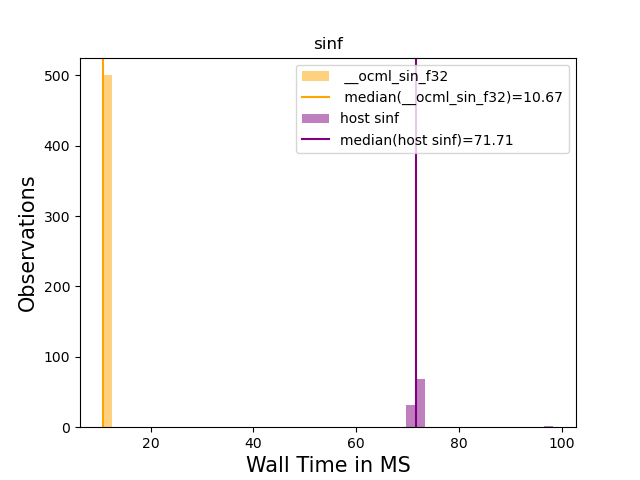 sinf
__ocml_sin_f32
median(__ocml_sin_f32)=10.67
host sinf
median(host sinf)=71.71
Observations
500
400
300
200
100
0
20 40 60 80 100
Wall Time in MS